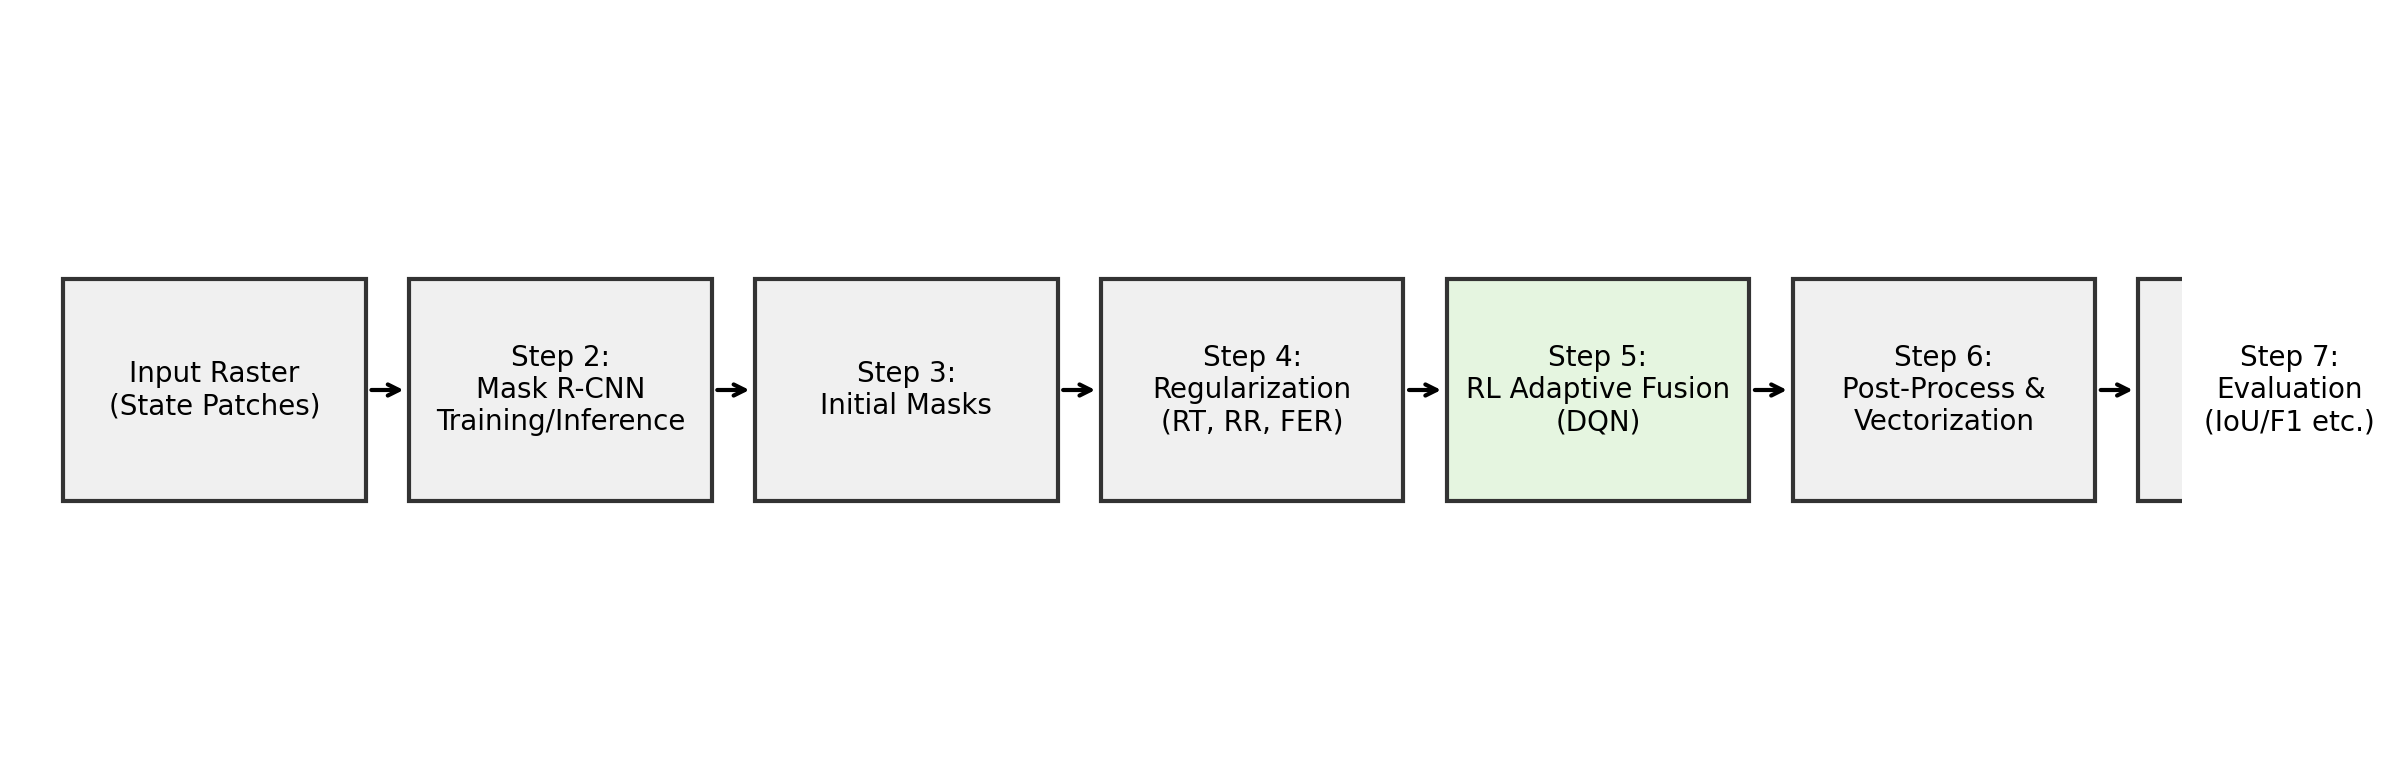 Input Raster
(State Patches)
Step 2:
Mask R-CNN
Training/Inference
Step 3:
Initial Masks
Step 4:
Regularization
(RT, RR, FER)
Step 5:
RL Adaptive Fusion
(DQN)
Step 6:
Post-Process &
Vectorization
Step 7:
Evaluation
(IoU/F1 etc.)